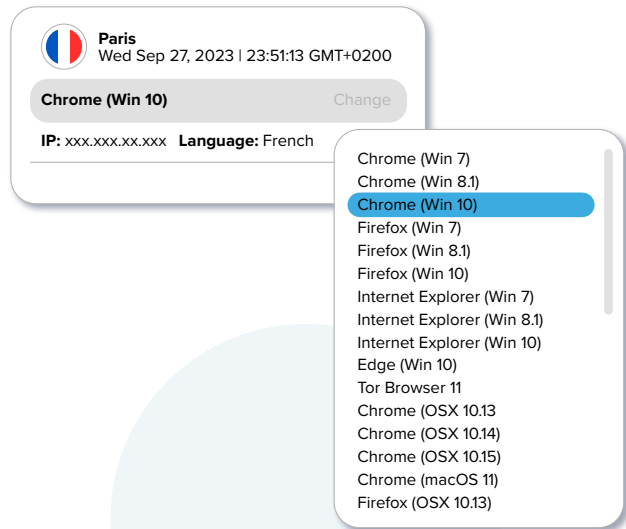 Paris
Wed Sep 27, 2023 | 23:51:13 GMT+0200
Chrome (Win 10) Change
IP: xxx.xxx.xx.xxx Language: French
Chrome (Win 7)
Chrome (Win 8.1)
Chrome (Win 10)
Firefox (Win 7)
Firefox (Win 8.1)
Firefox (Win 10)
Internet Explorer (Win 7)
Internet Explorer (Win 8.1)
Internet Explorer (Win 10)
Edge (Win 10)
Tor Browser 11
Chrome (OSX 10.13
Chrome (OSX 10.14)
Chrome (OSX 10.15)
Chrome (macOS 11)
Firefox (OSX 10.13)